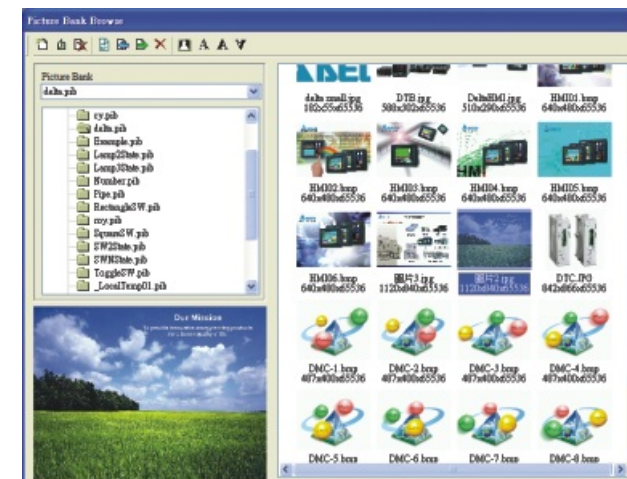 Picture Bank Browse
Picture Bank
delta.pib
cy.pib
delta.pib
Example.pib
Lamp2State.pib
Lamp3State.pib
Number.pib
Pipe.pib
RectangleSW.pib
roy.pib
SquareSW.pib
SW2State.pib
SWNState.pib
ToggleSW.pib
_LocalTemp01.pib
Our Mission
delta small.jpg
182x55x65536
DTB.jpg
580x302x65536
DeltaHMI.jpg
510x290x65536
HMI01.bmp
640x480x65536
HMI02.bmp
640x480x65536
HMI03.bmp
640x480x65536
HMI04.bmp
640x480x65536
HMI05.bmp
640x480x65536
HMI06.bmp
640x480x65536
圖片3.jpg
1120x840x65536
圖片2.jpg
1120x840x65536
DTC.JPG
842x866x65536
DMC-1.bmp
407x400x65536
DMC-2.bmp
407x400x65536
DMC-3.bmp
407x400x65536
DMC-4.bmp
407x400x65536
DMC-5.bmp
DMC-6.bmp
DMC-7.bmp
DMC-8.bmp